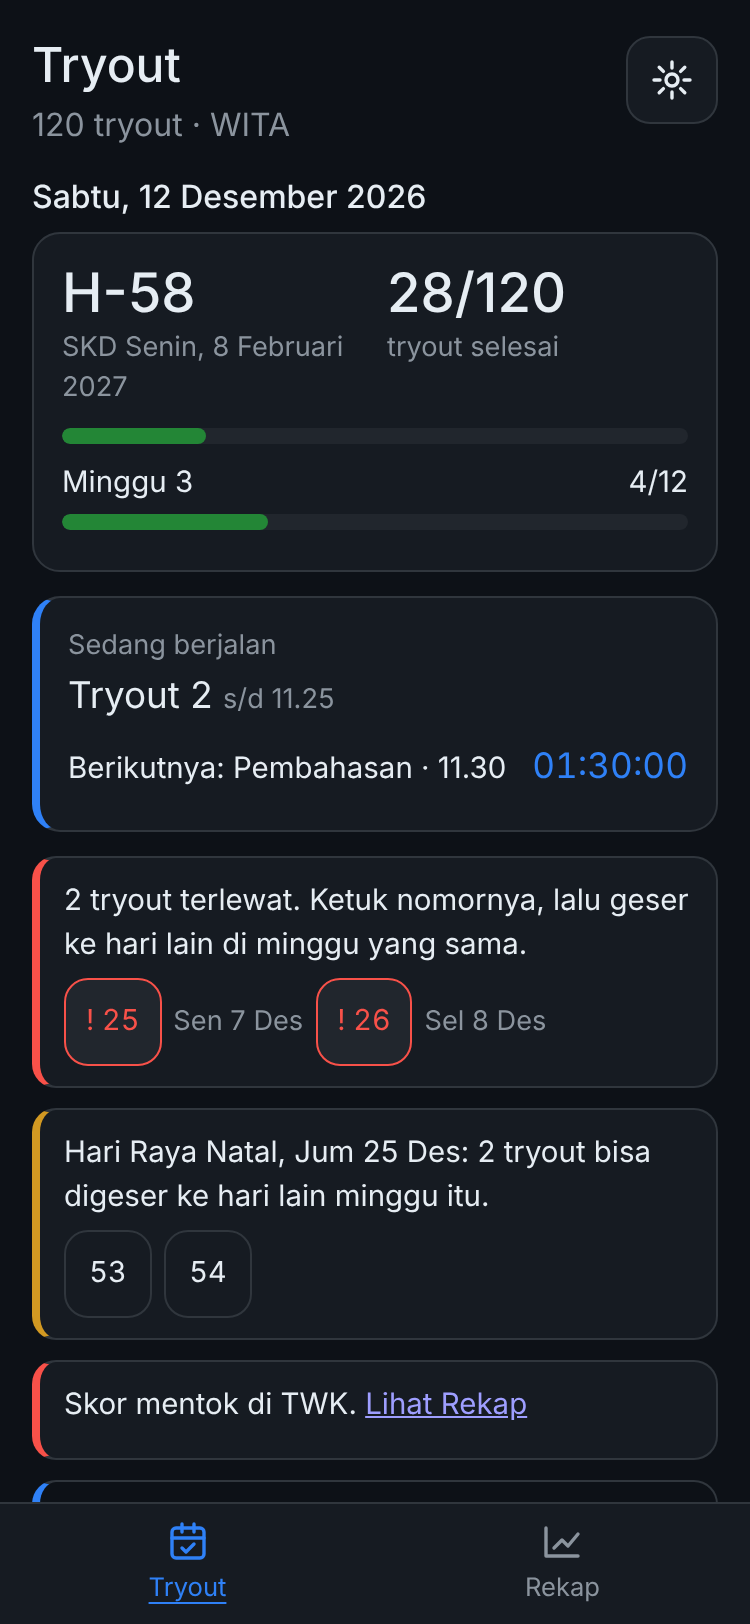 Tryout
120 tryout · WITA
Sabtu, 12 Desember 2026
H-58
SKD Senin, 8 Februari
2027
28/120
tryout selesai
Minggu 3 4/12
Sedang berjalan
Tryout 2 s/d 11.25
Berikutnya: Pembahasan · 11.30 01:30:00
2 tryout terlewat. Ketuk nomornya, lalu geser
ke hari lain di minggu yang sama.
! 25 Sen 7 Des ! 26 Sel 8 Des
Hari Raya Natal, Jum 25 Des: 2 tryout bisa
digeser ke hari lain minggu itu.
53 54
Skor mentok di TWK. Lihat Rekap
Tryout Rekap